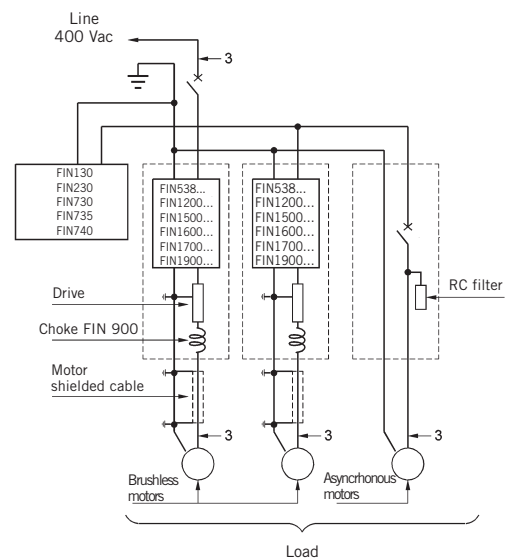 Line
400 Vac
3
FIN130
FIN230
FIN730
FIN735
FIN740
FIN538...
FIN1200...
FIN1500...
FIN1600...
FIN1700...
FIN1900...
FIN538...
FIN1200...
FIN1500...
FIN1600...
FIN1700...
FIN1900...
RC filter
Drive
Choke FIN 900
Motor
shielded cable
3
3
3
Brushless
motors
Asyncrhonous
motors
Load